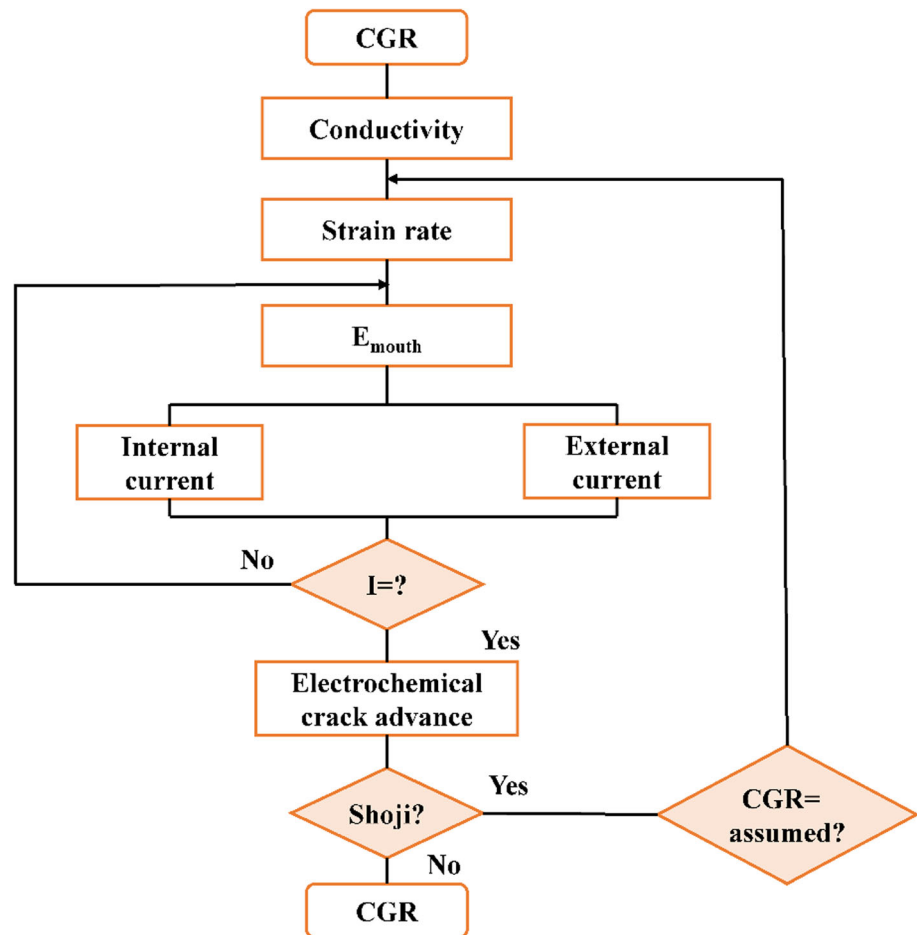 CGR
Conductivity
Strain rate
E_mouth
Internal
current
External
current
No
I=?
Yes
Electrochemical
crack advance
Shoji?
Yes
CGR=
assumed?
No
CGR